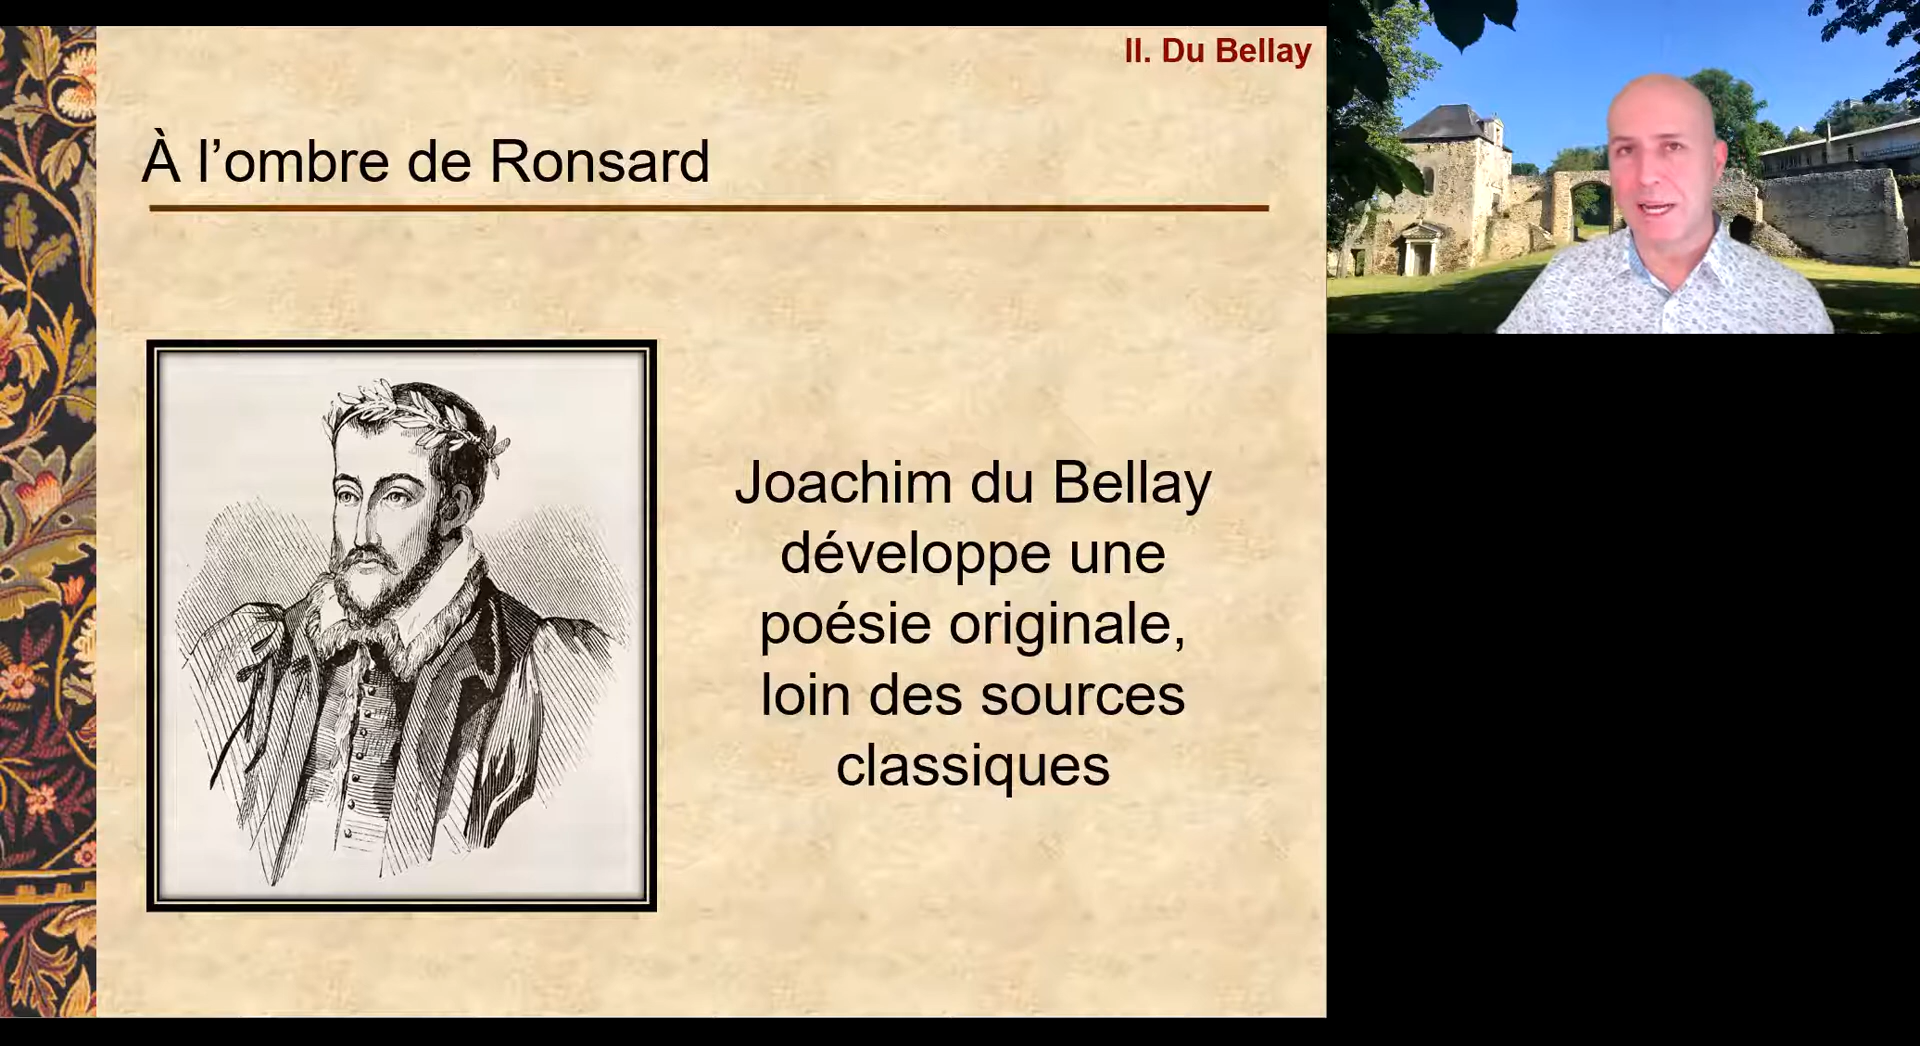 II. Du Bellay
À l’ombre de Ronsard
Joachim du Bellay
développe une
poésie originale,
loin des sources
classiques